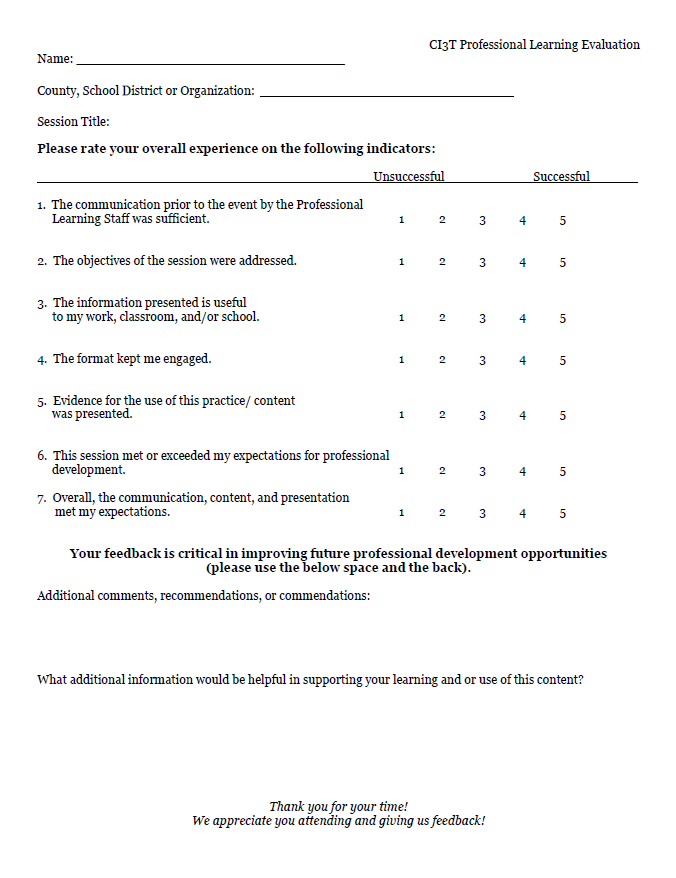 CI3T Professional Learning Evaluation
Name: ________________________________________
County, School District or Organization: ______________________________________
Session Title:
Please rate your overall experience on the following indicators:
Unsuccessful Successful
1. The communication prior to the event by the Professional
Learning Staff was sufficient. 1 2 3 4 5
2. The objectives of the session were addressed. 1 2 3 4 5
3. The information presented is useful
to my work, classroom, and/or school. 1 2 3 4 5
4. The format kept me engaged. 1 2 3 4 5
5. Evidence for the use of this practice/ content
was presented. 1 2 3 4 5
6. This session met or exceeded my expectations for professional
development. 1 2 3 4 5
7. Overall, the communication, content, and presentation
met my expectations. 1 2 3 4 5
Your feedback is critical in improving future professional development opportunities
(please use the below space and the back).
Additional comments, recommendations, or commendations:
What additional information would be helpful in supporting your learning and or use of this content?
Thank you for your time!
We appreciate you attending and giving us feedback!